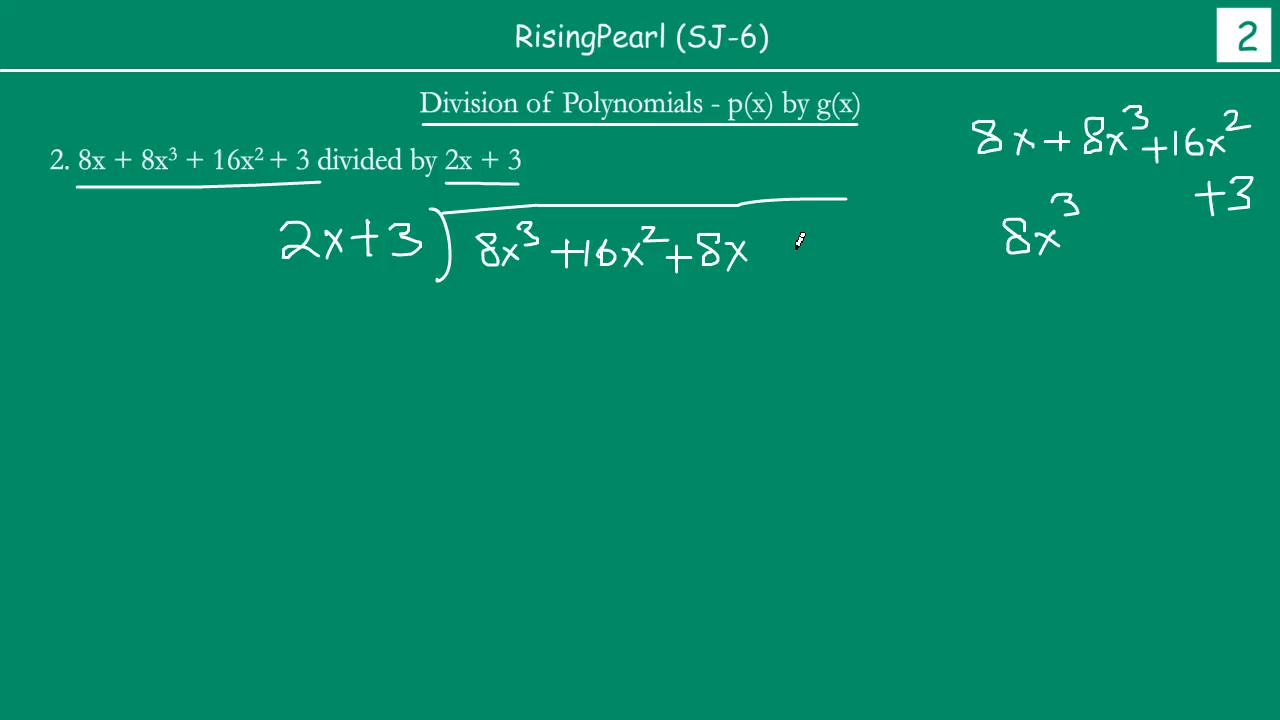 RisingPearl (SJ-6)
2
Division of Polynomials - p(x) by g(x)
2. 8x + 8x³ + 16x² + 3 divided by 2x + 3
8x + 8x³ + 16x²
+ 3
8x³
2x + 3 ) 8x³ + 16x² + 8x